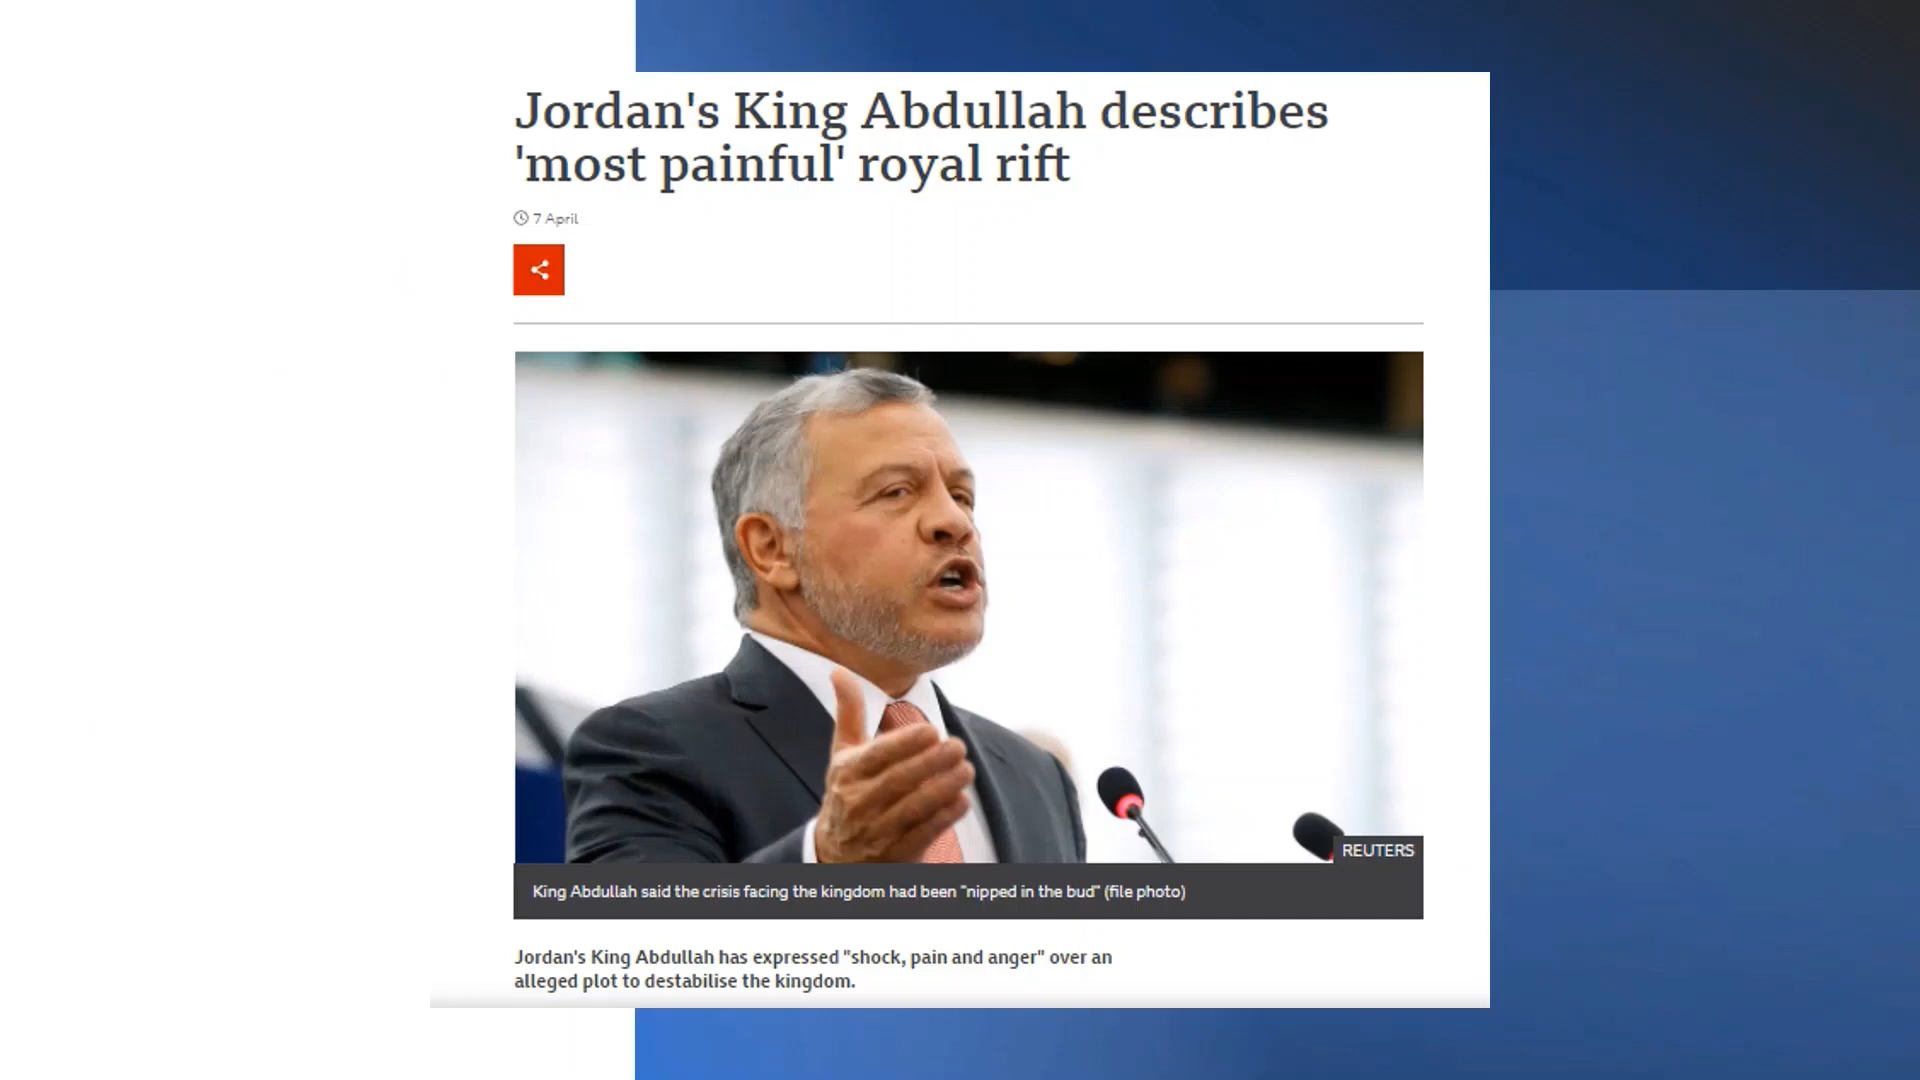 Jordan's King Abdullah describes
'most painful' royal rift
7 April
REUTERS
King Abdullah said the crisis facing the kingdom had been "nipped in the bud" (file photo)
Jordan's King Abdullah has expressed "shock, pain and anger" over an
alleged plot to destabilise the kingdom.